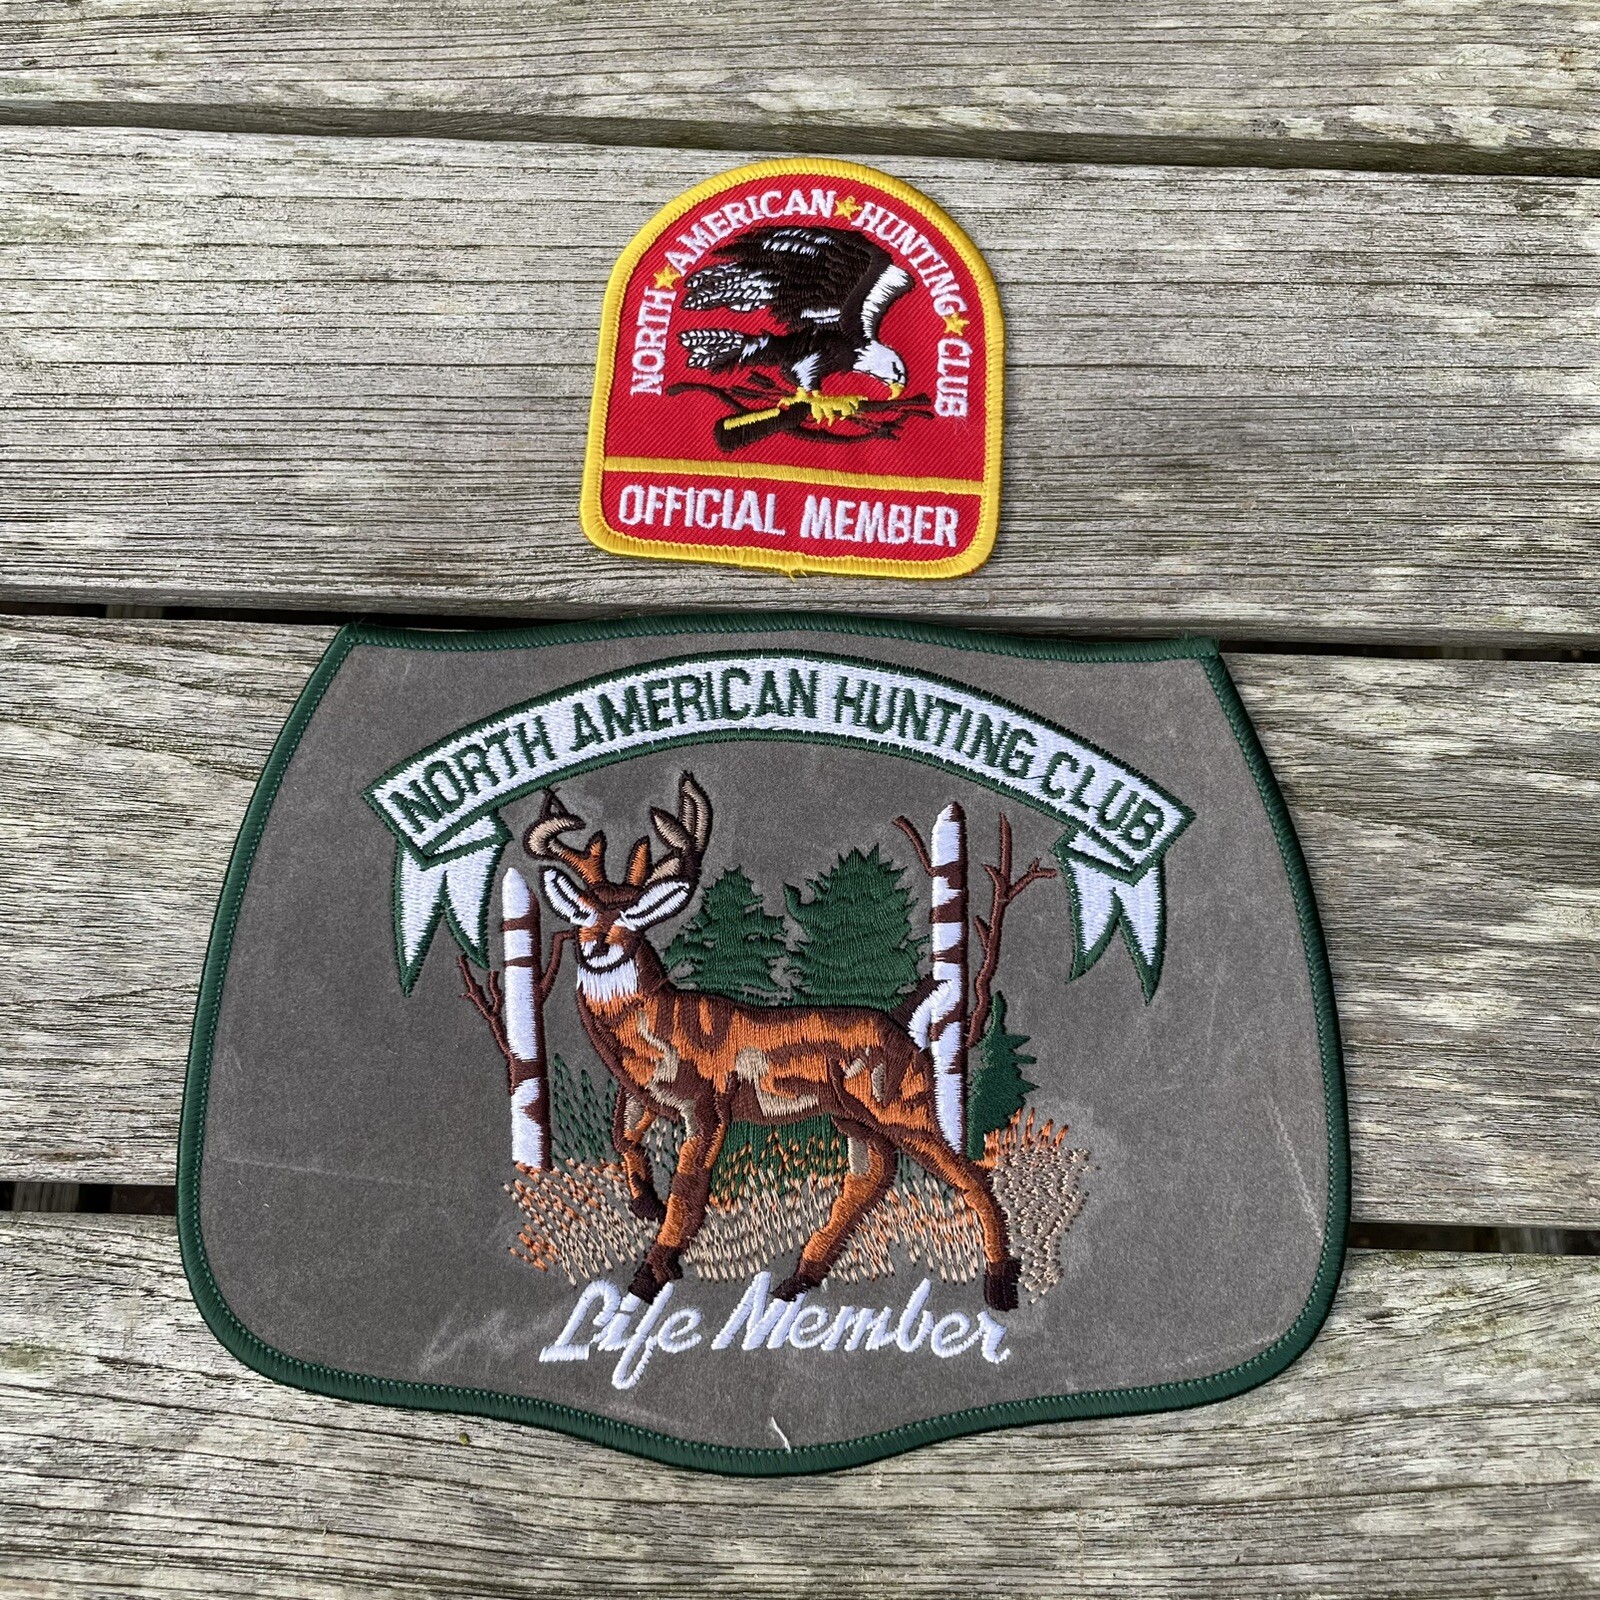 NORTH★AMERICAN★HUNTING★CLUB
OFFICIAL MEMBER
NORTH AMERICAN HUNTING CLUB
Life Member